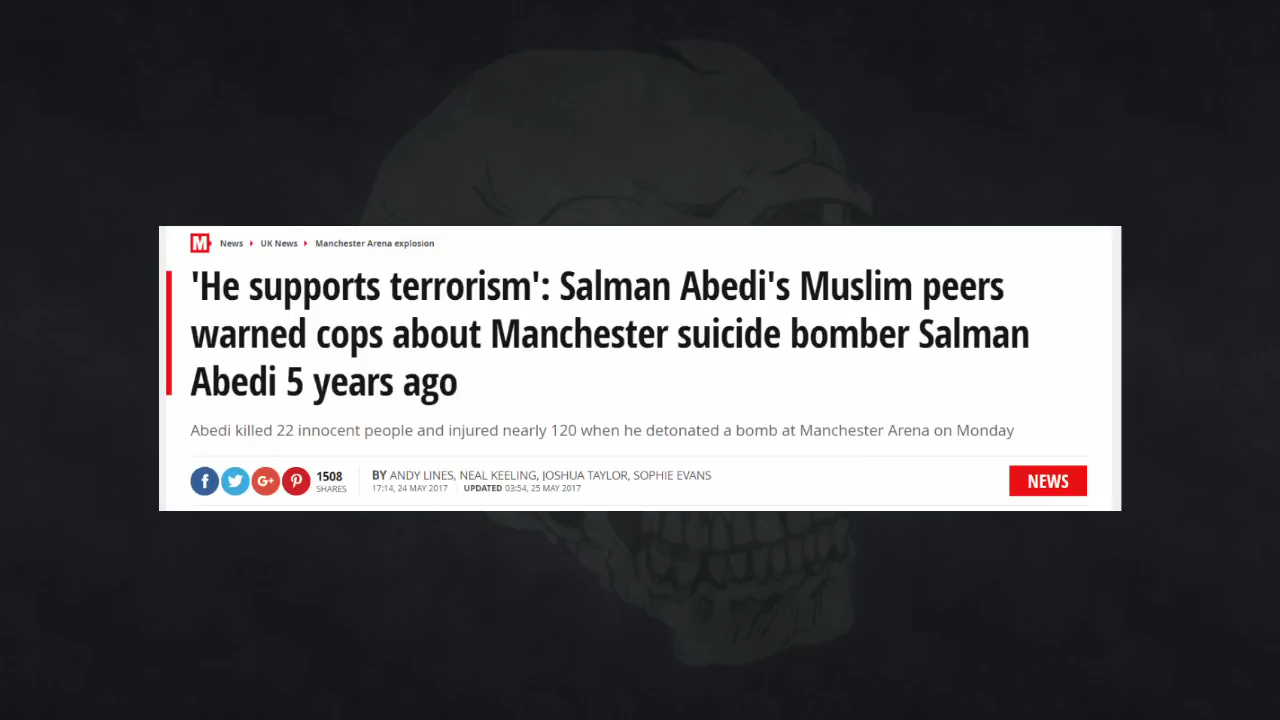 M News UK News Manchester Arena explosion
'He supports terrorism': Salman Abedi's Muslim peers
warned cops about Manchester suicide bomber Salman
Abedi 5 years ago
Abedi killed 22 innocent people and injured nearly 120 when he detonated a bomb at Manchester Arena on Monday
1508
SHARES
BY ANDY LINES, NEAL KEELING, JOSHUA TAYLOR, SOPHIE EVANS
17:14, 24 MAY 2017 UPDATED 03:54, 25 MAY 2017
NEWS